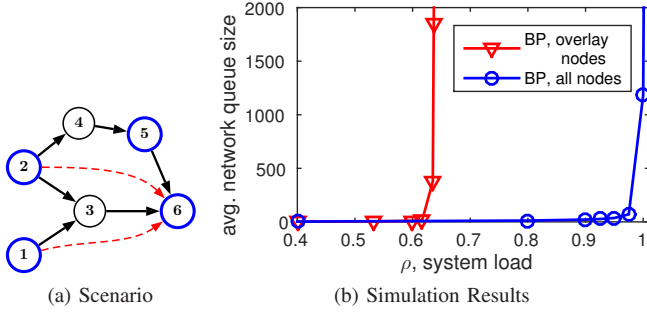 4
5
2
3
6
1
(a) Scenario
avg. network queue size
2000
1500
1000
500
0
BP, overlay
nodes
BP, all nodes
0.4 0.5 0.6 0.7 0.8 0.9 1
ρ, system load
(b) Simulation Results